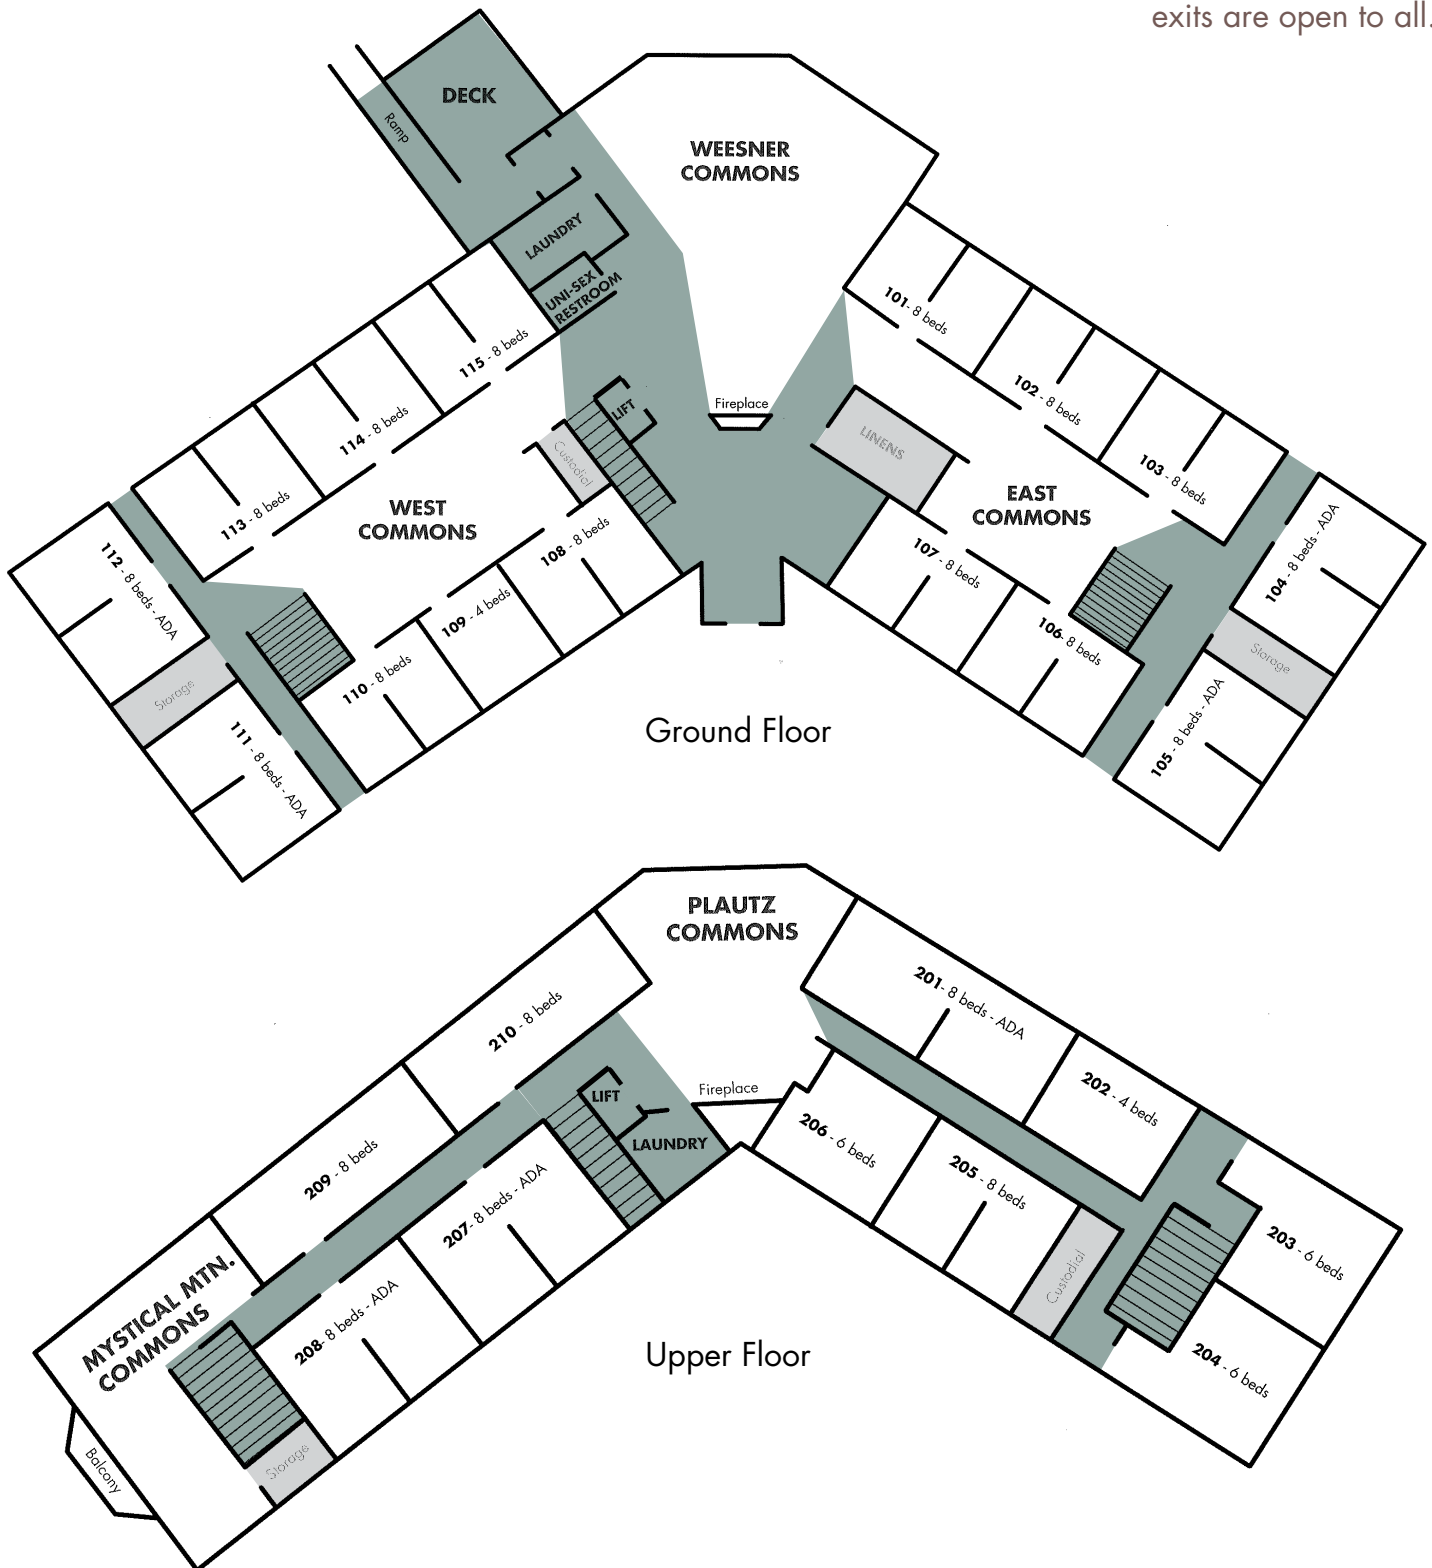 exits are open to all.
DECK
Ramp
WEESNER
COMMONS
LAUNDRY
UNI-SEX
RESTROOM
101- 8 beds
115 - 8 beds
LIFT
Fireplace
102 - 8 beds
114 - 8 beds
LINENS
Custodial
103 - 8 beds
113 - 8 beds
WEST
COMMONS
EAST
COMMONS
104 - 8 beds - ADA
112 - 8 beds - ADA
108 - 8 beds
107 - 8 beds
109 - 4 beds
106- 8 beds
110 - 8 beds
Storage
Storage
111 - 8 beds - ADA
105 - 8 beds - ADA
Ground Floor
PLAUTZ
COMMONS
201- 8 beds - ADA
210 - 8 beds
Fireplace
LIFT
LAUNDRY
202 - 4 beds
206 - 6 beds
205 - 8 beds
209 - 8 beds
207- 8 beds - ADA
203 - 6 beds
Custodial
MYSTICAL MTN.
COMMONS
208- 8 beds - ADA
Upper Floor
204 - 6 beds
Storage
Balcony